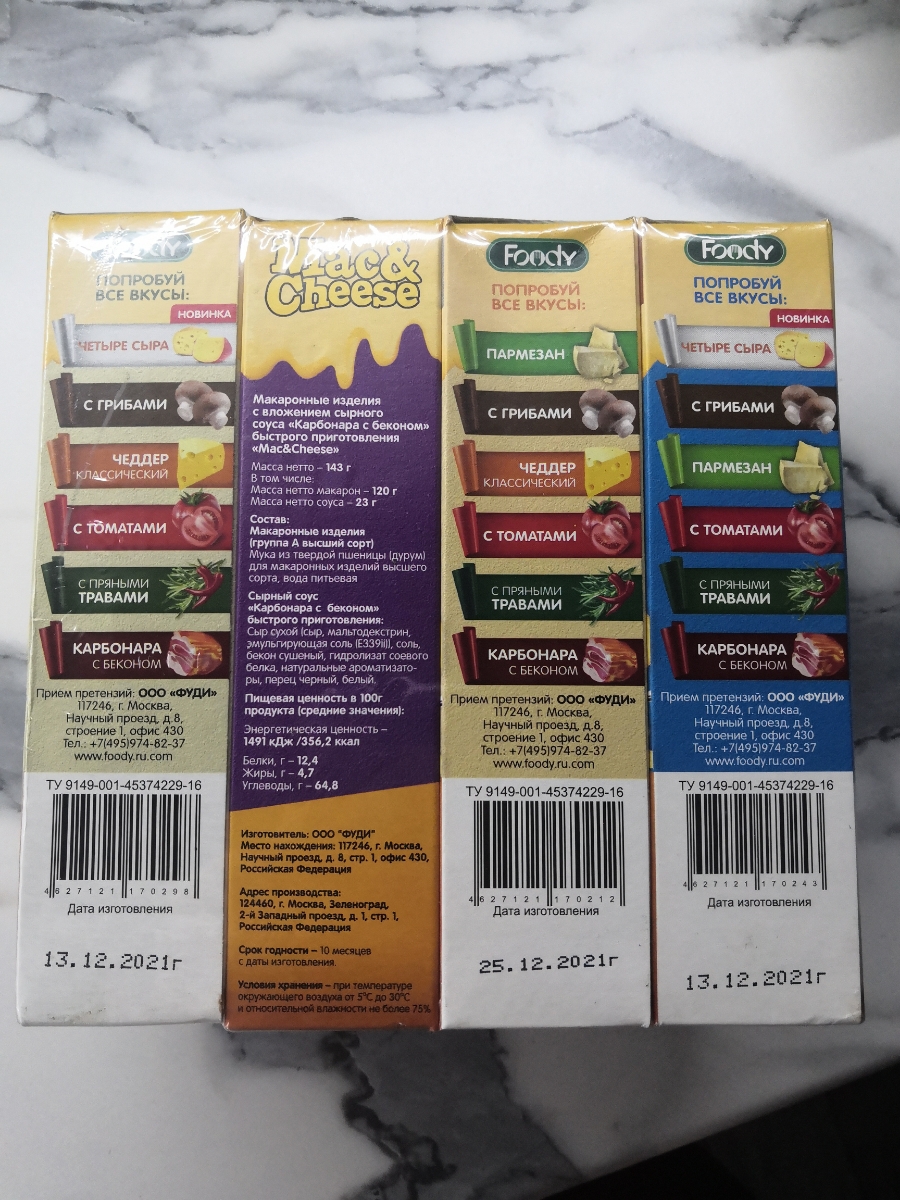 Foody
ПОПРОБУЙ
ВСЕ ВКУСЫ:
НОВИНКА
ЧЕТЫРЕ СЫРА
С ГРИБАМИ
ЧЕДДЕР
КЛАССИЧЕСКИЙ
С ТОМАТАМИ
С ПРЯНЫМИ
ТРАВАМИ
КАРБОНАРА
С БЕКОНОМ
Прием претензий: ООО «ФУДИ»
117246, г. Москва,
Научный проезд, д.8,
строение 1, офис 430
Тел.: +7(495)974-82-37
www.foody.ru.com
ТУ 9149-001-45374229-16
4 627121 170298
Дата изготовления
13.12.2021г
Mac&
Cheese
Макаронные изделия
с вложением сырного
соуса «Карбонара с беконом»
быстрого приготовления
«Mac&Cheese»
Масса нетто – 143 г
В том числе:
Масса нетто макарон – 120 г
Масса нетто соуса – 23 г
Состав:
Макаронные изделия
(группа А высший сорт)
Мука из твердой пшеницы (дурум)
для макаронных изделий высшего
сорта, вода питьевая
Сырный соус
«Карбонара с беконом»
быстрого приготовления:
Сыр сухой (сыр, мальтодекстрин,
эмульгирующая соль (Е339ii)), соль,
бекон сушеный, гидролизат соевого
белка, натуральные ароматизато-
ры, перец черный, белый.
Пищевая ценность в 100г
продукта (средние значения):
Энергетическая ценность –
1491 кДж /356,2 ккал
Белки, г – 12,4
Жиры, г – 4,7
Углеводы, г – 64,8
Изготовитель: ООО "ФУДИ"
Место нахождения: 117246, г. Москва,
Научный проезд, д. 8, стр. 1, офис 430,
Российская Федерация
Адрес производства:
124460, г. Москва, Зеленоград,
2-й Западный проезд, д. 1, стр. 1,
Российская Федерация
Срок годности – 10 месяцев
с даты изготовления.
Условия хранения – при температуре
окружающего воздуха от 5°С до 30°С
и относительной влажности не более 75%
Foody
ПОПРОБУЙ
ВСЕ ВКУСЫ:
ПАРМЕЗАН
С ГРИБАМИ
ЧЕДДЕР
КЛАССИЧЕСКИЙ
С ТОМАТАМИ
С ПРЯНЫМИ
ТРАВАМИ
КАРБОНАРА
С БЕКОНОМ
Прием претензий: ООО «ФУДИ»
117246, г. Москва,
Научный проезд, д.8,
строение 1, офис 430
Тел.: +7(495)974-82-37
www.foody.ru.com
ТУ 9149-001-45374229-16
4 627121 170212
Дата изготовления
25.12.2021г
Foody
ПОПРОБУЙ
ВСЕ ВКУСЫ:
НОВИНКА
ЧЕТЫРЕ СЫРА
С ГРИБАМИ
ПАРМЕЗАН
С ТОМАТАМИ
С ПРЯНЫМИ
ТРАВАМИ
КАРБОНАРА
С БЕКОНОМ
Прием претензий: ООО «ФУДИ»
117246, г. Москва,
Научный проезд, д.8,
строение 1, офис 430
Тел.: +7(495)974-82-37
www.foody.ru.com
ТУ 9149-001-45374229-16
4 627121 170243
Дата изготовления
13.12.2021г